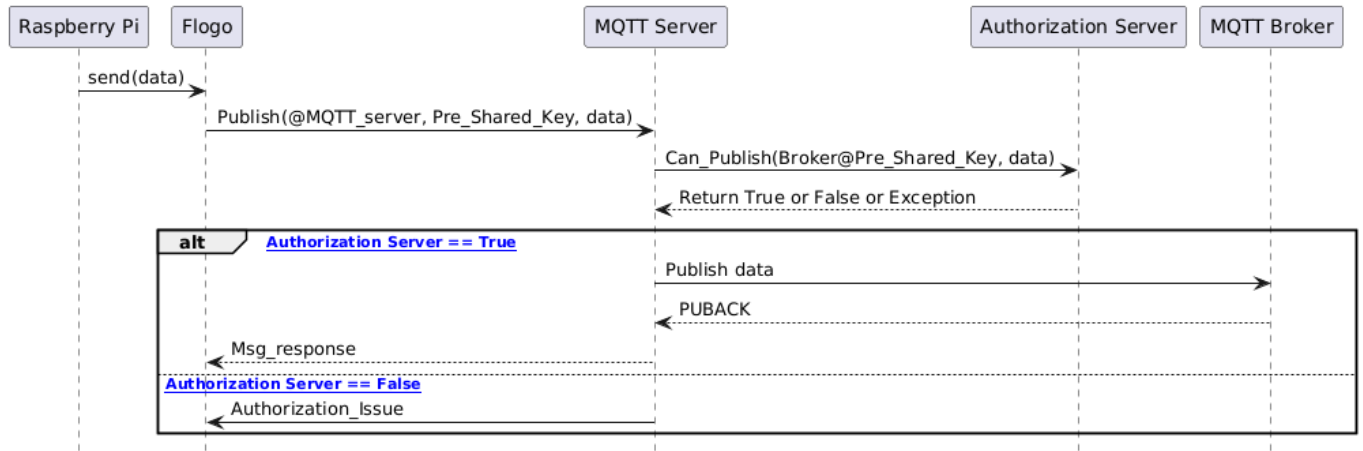 Raspberry Pi
Flogo
MQTT Server
Authorization Server
MQTT Broker
send(data)
Publish(@MQTT_server, Pre_Shared_Key, data)
Can_Publish(Broker@Pre_Shared_Key, data)
Return True or False or Exception
alt
Authorization Server == True
Publish data
PUBACK
Msg_response
Authorization Server == False
Authorization_Issue